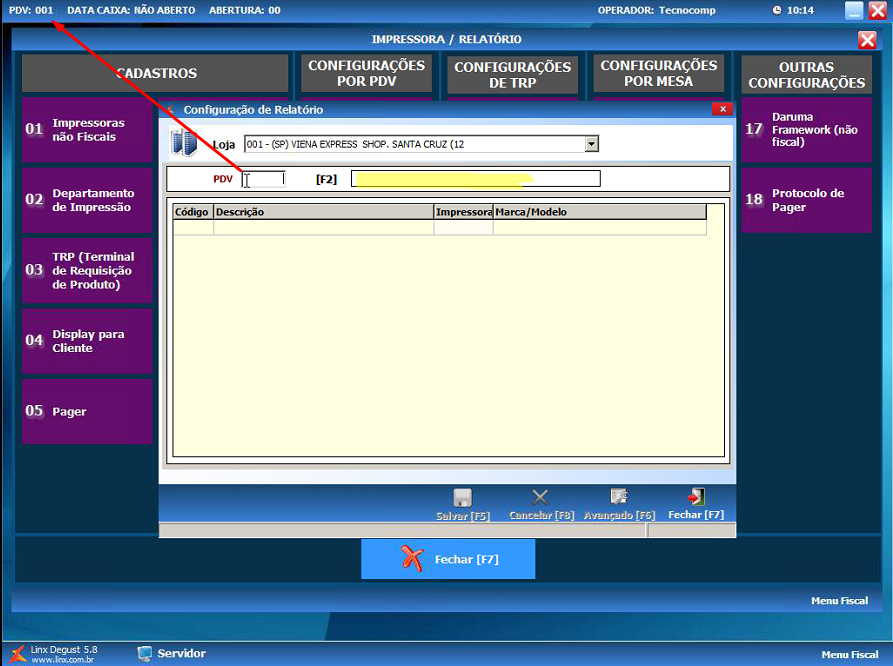 PDV: 001 DATA CAIXA: NÃO ABERTO ABERTURA: 00 OPERADOR: Tecnocomp 10:14
IMPRESSORA / RELATÓRIO
CADASTROS
CONFIGURAÇÕES
POR PDV
CONFIGURAÇÕES
DE TRP
CONFIGURAÇÕES
POR MESA
OUTRAS
CONFIGURAÇÕES
01 Impressoras
não Fiscais
02 Departamento
de Impressão
03 TRP (Terminal
de Requisição
de Produto)
04 Display para
Cliente
05 Pager
Configuração de Relatório
Loja 001 - (SP) VIENA EXPRESS SHOP. SANTA CRUZ (12
PDV [F2]
Código Descrição Impressora Marca/Modelo
Salvar [F5] Cancelar [F8] Avançado [F6] Fechar [F7]
17 Daruma
Framework (não
fiscal)
18 Protocolo de
Pager
Fechar [F7]
Menu Fiscal
Linx Degust 5.8
www.linx.com.br
Servidor
Menu Fiscal